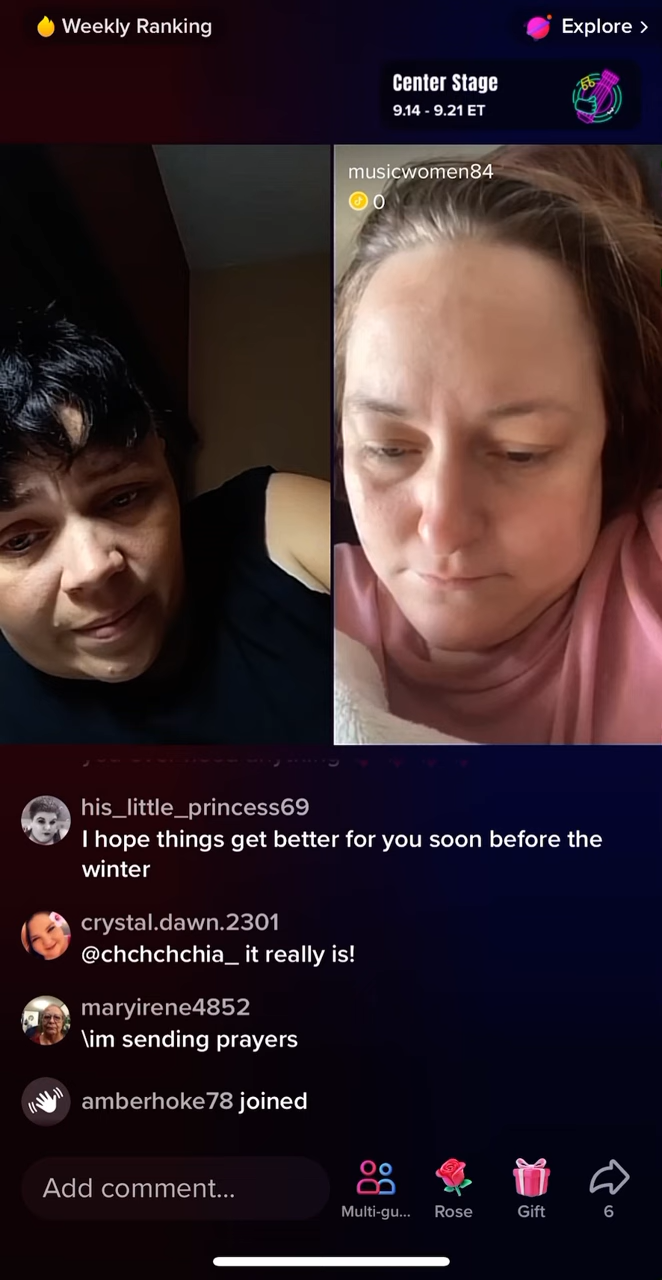 Weekly Ranking
Explore >
Center Stage
9.14 - 9.21 ET
musicwomen84
0
his_little_princess69
I hope things get better for you soon before the
winter
crystal.dawn.2301
@chchchchia_ it really is!
maryirene4852
\im sending prayers
amberhoke78 joined
Add comment...
Multi-gu...
Rose
Gift
6